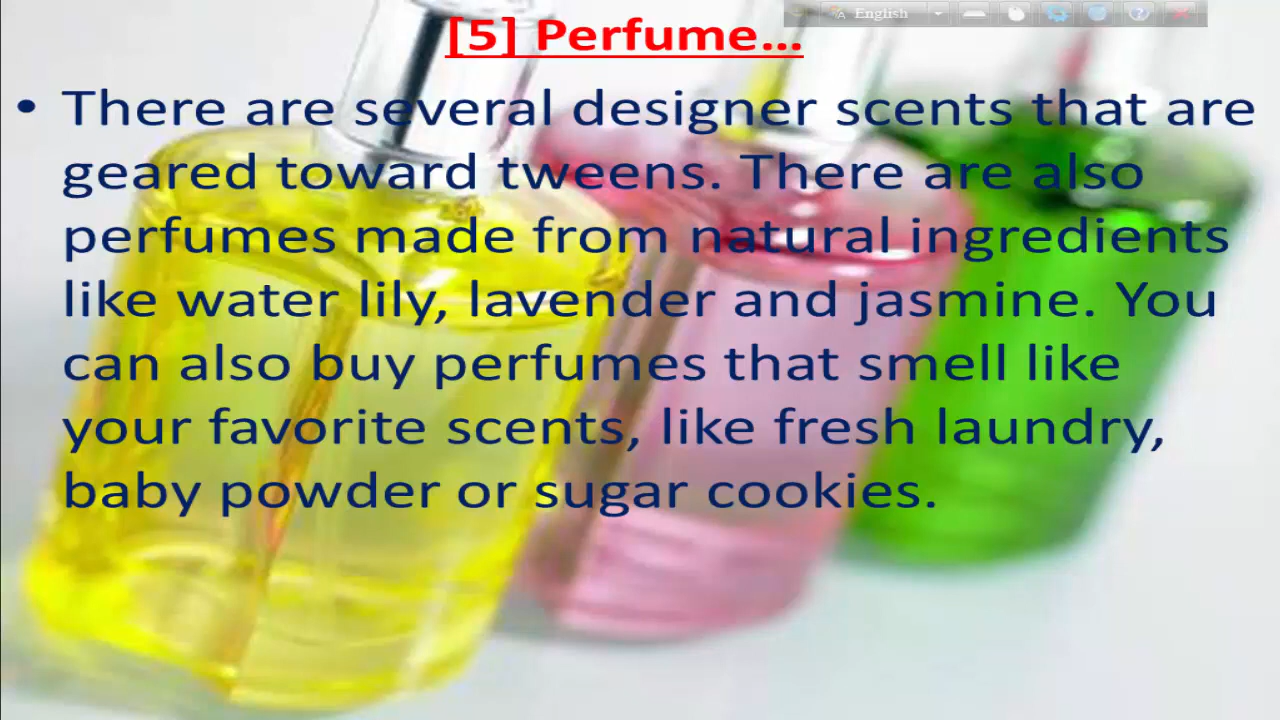 English
[5] Perfume...
• There are several designer scents that are
geared toward tweens. There are also
perfumes made from natural ingredients
like water lily, lavender and jasmine. You
can also buy perfumes that smell like
your favorite scents, like fresh laundry,
baby powder or sugar cookies.